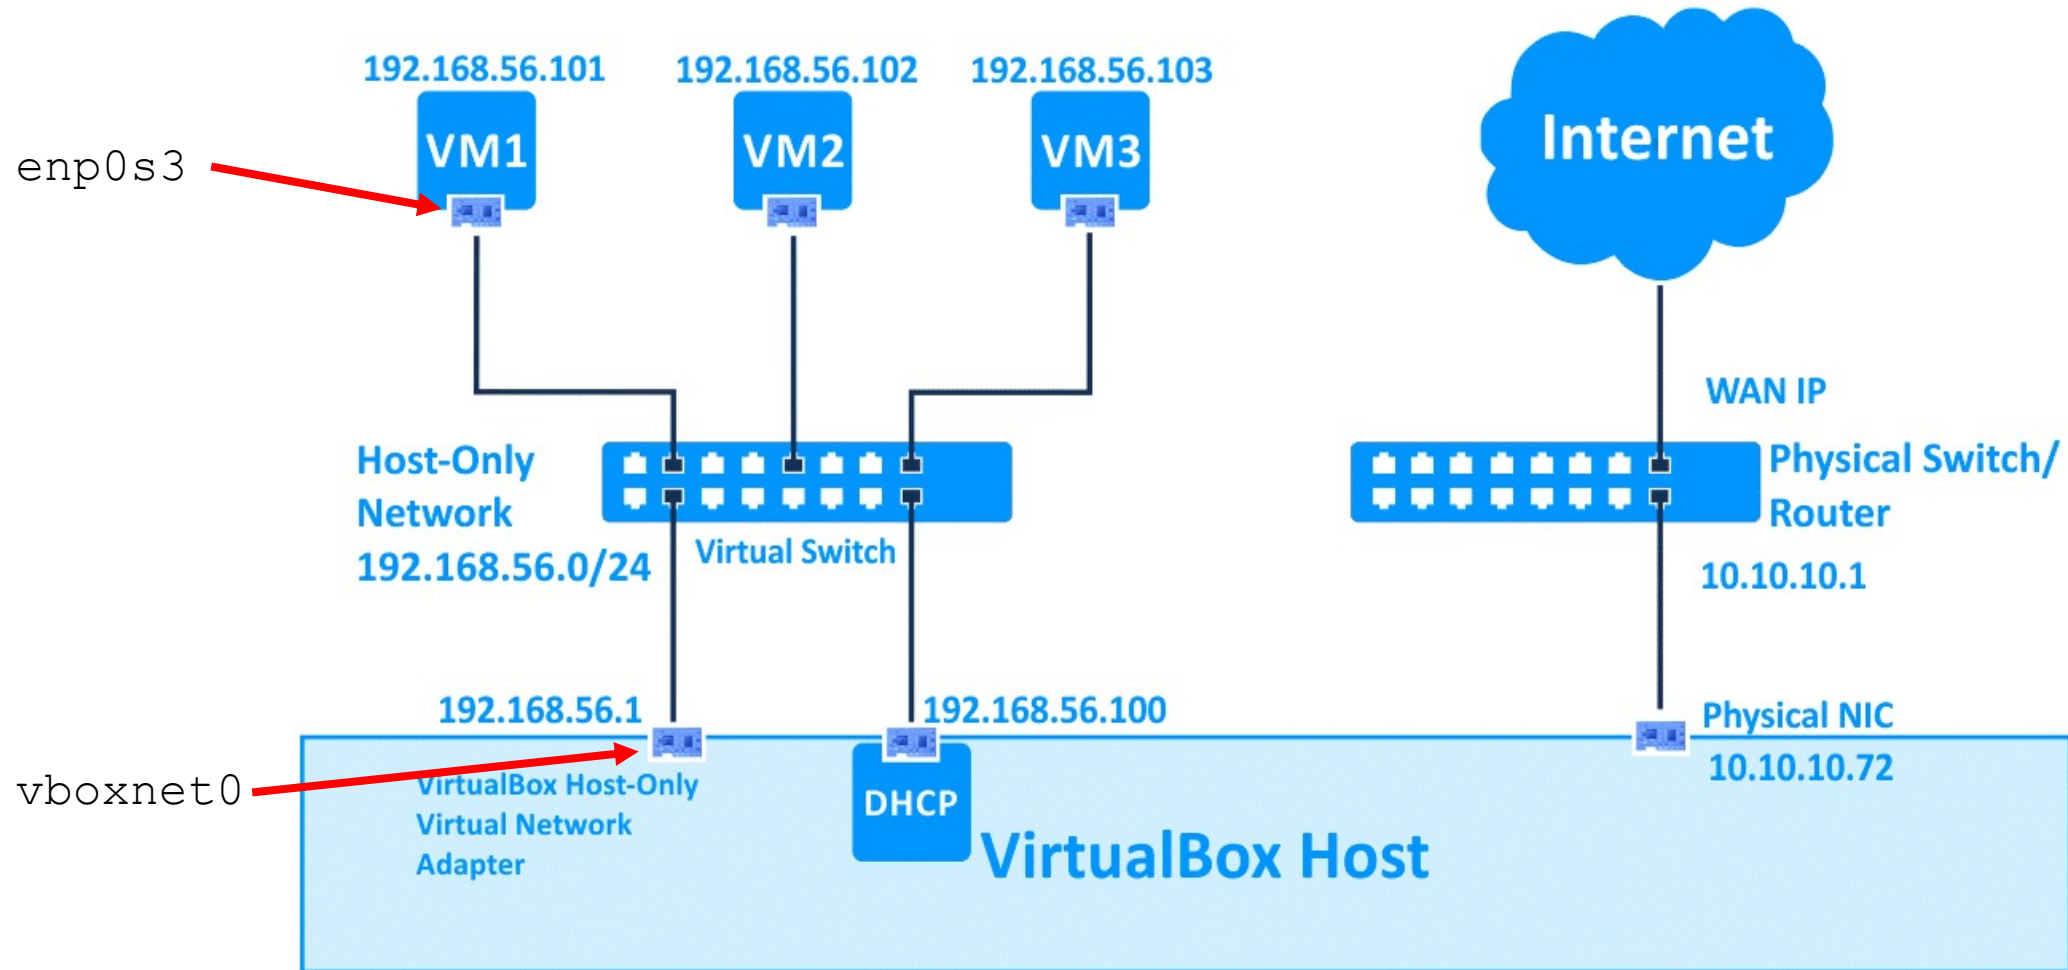 192.168.56.101
192.168.56.102
192.168.56.103
VM1
VM2
VM3
Internet
enp0s3
WAN IP
Host-Only
Network
192.168.56.0/24
Virtual Switch
Physical Switch/
Router
10.10.10.1
192.168.56.1
192.168.56.100
Physical NIC
10.10.10.72
vboxnet0
VirtualBox Host-Only
Virtual Network
Adapter
DHCP
VirtualBox Host